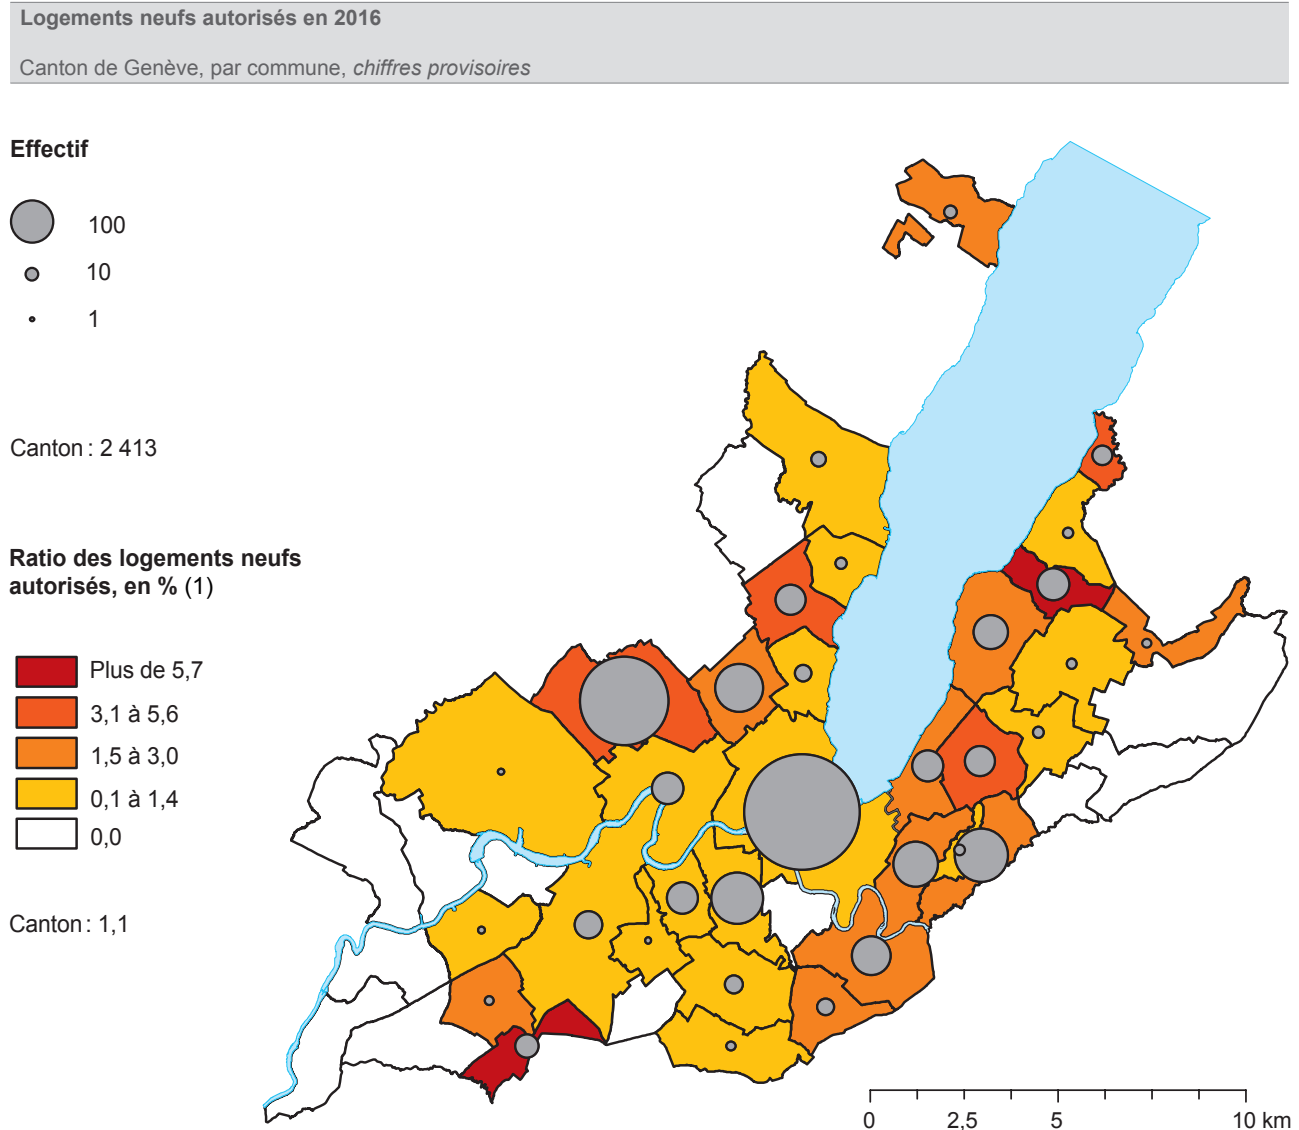 Logements neufs autorisés en 2016
Canton de Genève, par commune, chiffres provisoires
Effectif
100
10
1
Canton : 2 413
Ratio des logements neufs
autorisés, en % (1)
Plus de 5,7
3,1 à 5,6
1,5 à 3,0
0,1 à 1,4
0,0
Canton : 1,1
0 2,5 5 10 km